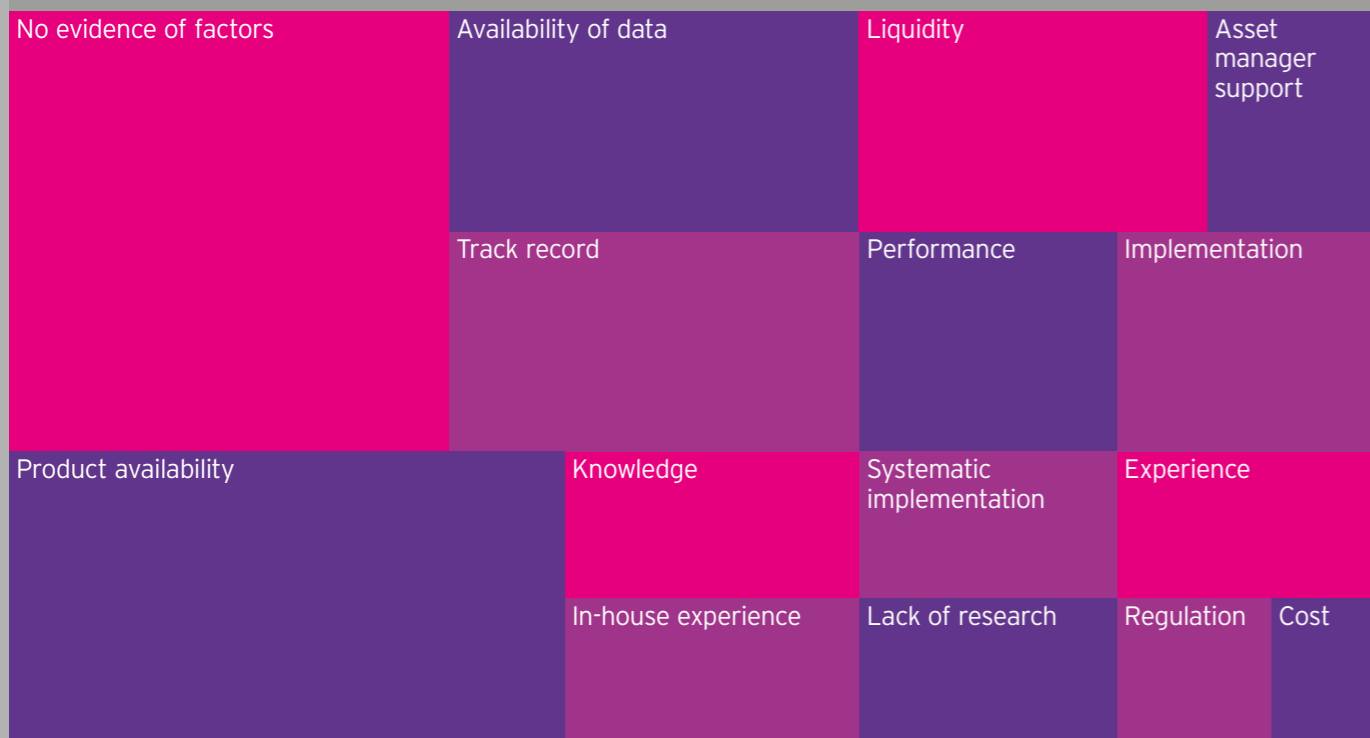 No evidence of factors
Availability of data
Liquidity
Asset
manager
support
Track record
Performance
Implementation
Product availability
Knowledge
Systematic
implementation
Experience
In-house experience
Lack of research
Regulation
Cost